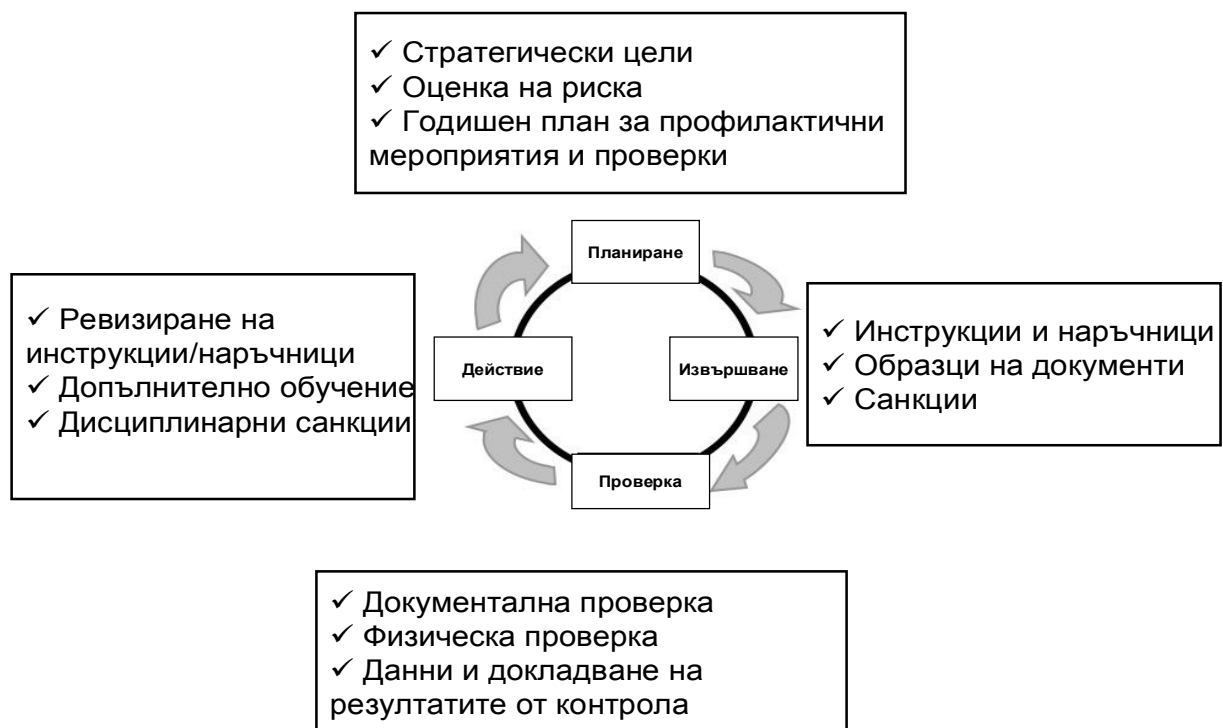 ✓ Стратегически цели
✓ Оценка на риска
✓ Годишен план за профилактични
мероприятия и проверки
Планиране
✓ Ревизиране на
инструкции/наръчници
✓ Допълнително обучение
✓ Дисциплинарни санкции
Действие
Извършване
✓ Инструкции и наръчници
✓ Образци на документи
✓ Санкции
Проверка
✓ Документална проверка
✓ Физическа проверка
✓ Данни и докладване на
резултатите от контрола